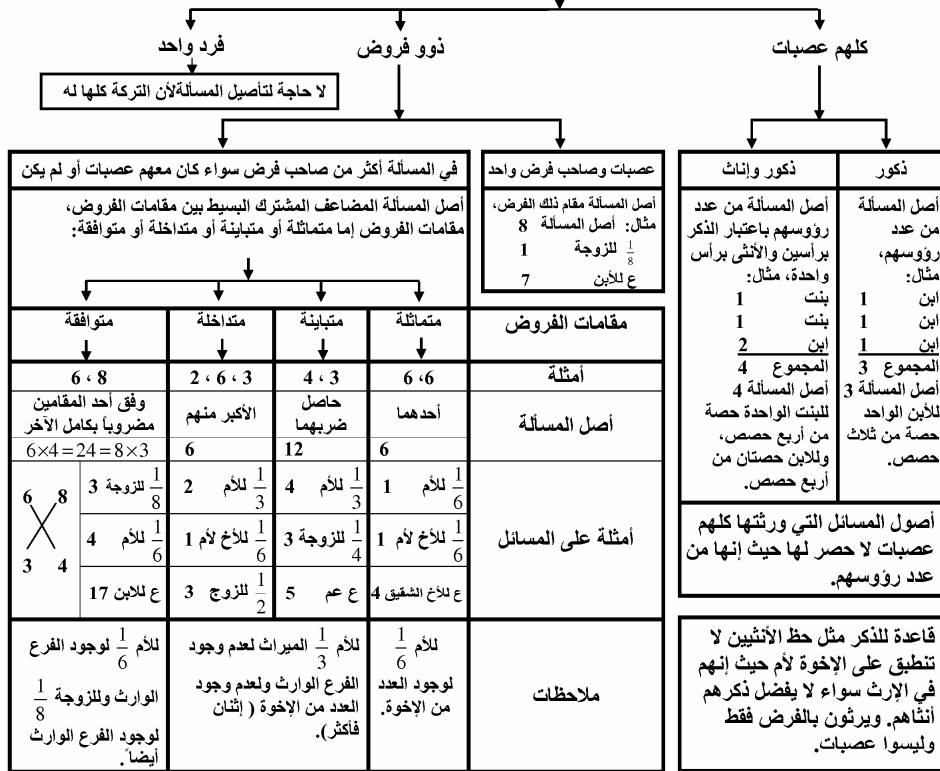 كلهم عصبات
ذوو فروض
فرد واحد
لا حاجة لتأصيل المسألة لأن التركة كلها له
ذكور
أصل المسألة
من عدد
رؤوسهم،
مثال:
ابن 1
ابن 1
ابن 1
المجموع 3
أصل المسألة 3
للأبن الواحد
حصة من ثلاث
حصص.
ذكور وإناث
أصل المسألة من عدد
رؤوسهم باعتبار الذكر
برأسين والأنثى برأس
واحدة، مثال:
بنت 1
بنت 1
ابن 2
المجموع 4
أصل المسألة 4
للبنت الواحدة حصة
من أربع حصص،
وللابن حصتان من
أربع حصص.
أصول المسائل التي ورثتها كلهم
عصبات لا حصر لها حيث إنها من
عدد رؤوسهم.
قاعدة للذكر مثل حظ الأنثيين لا
تنطبق على الإخوة لأم حيث إنهم
في الإرث سواء لا يفضل ذكرهم
أنثاهم. ويرثون بالفرض فقط
وليسوا عصبات.
عصبات وصاحب فرض واحد
أصل المسألة مقام ذلك الفرض،
مثال: أصل المسألة 8
1/8 للزوجة 1
ع للأبن 7
في المسألة أكثر من صاحب فرض سواء كان معهم عصبات أو لم يكن
أصل المسألة المضاعف المشترك البسيط بين مقامات الفروض،
مقامات الفروض إما متماثلة أو متباينة أو متداخلة أو متوافقة:
مقامات الفروض
متماثلة
متباينة
متداخلة
متوافقة
أمثلة
6 ،6
4 ، 3
2 ، 6 ، 3
6 ، 8
أصل المسألة
أحدهما
6
حاصل
ضربهما
12
الأكبر منهم
6
وفق أحد المقامين
مضروباً بكامل الآخر
6×4=24=8×3
أمثلة على المسائل
1/6 للأم 1
1/6 للأخ لأم 1
ع للأخ الشقيق 4
1/3 للأم 4
1/4 للزوجة 3
ع عم 5
1/3 للأم 2
1/6 للأخ لأم 1
1/2 للزوج 3
1/8 للزوجة 3
1/6 للأم 4
ع للابن 17
6 8
3 4
ملاحظات
للأم 1/6
لوجود العدد
من الإخوة.
للأم 1/3 الميراث لعدم وجود
الفرع الوارث ولعدم وجود
العدد من الإخوة ( إثنان
فأكثر).
للأم 1/6 لوجود الفرع
الوارث وللزوجة 1/8
لوجود الفرع الوارث
أيضاً.